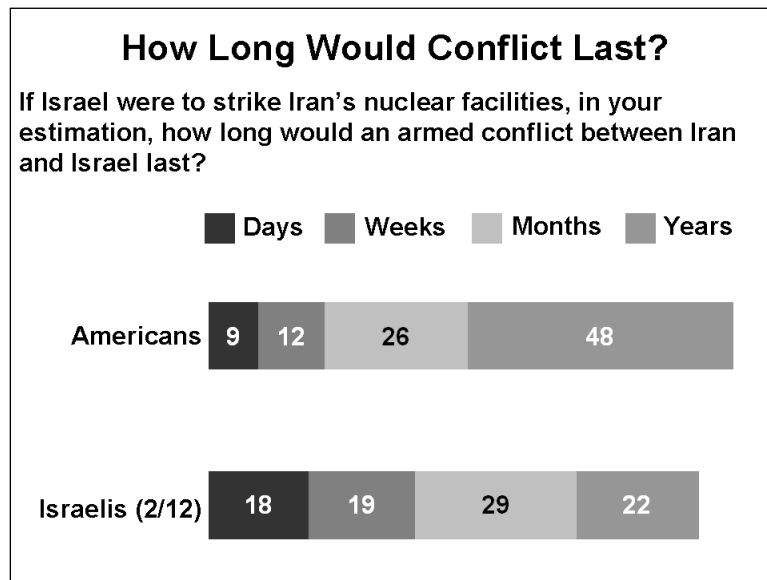 How Long Would Conflict Last?
If Israel were to strike Iran's nuclear facilities, in your
estimation, how long would an armed conflict between Iran
and Israel last?
Days Weeks Months Years
Americans 9 12 26 48
Israelis (2/12) 18 19 29 22